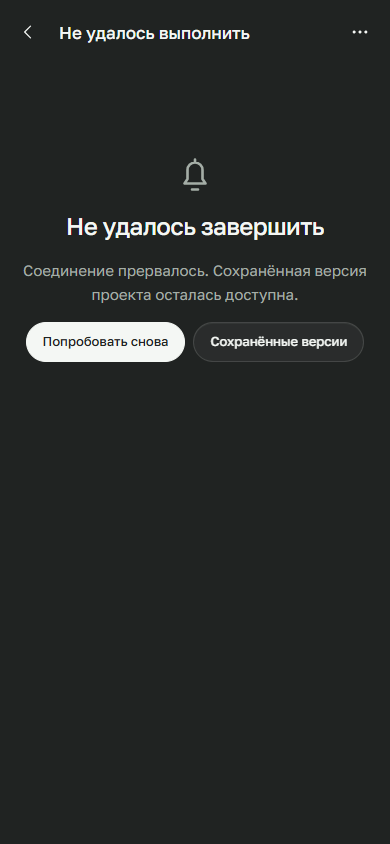 Не удалось выполнить
Не удалось завершить
Соединение прервалось. Сохранённая версия
проекта осталась доступна.
Попробовать снова
Сохранённые версии